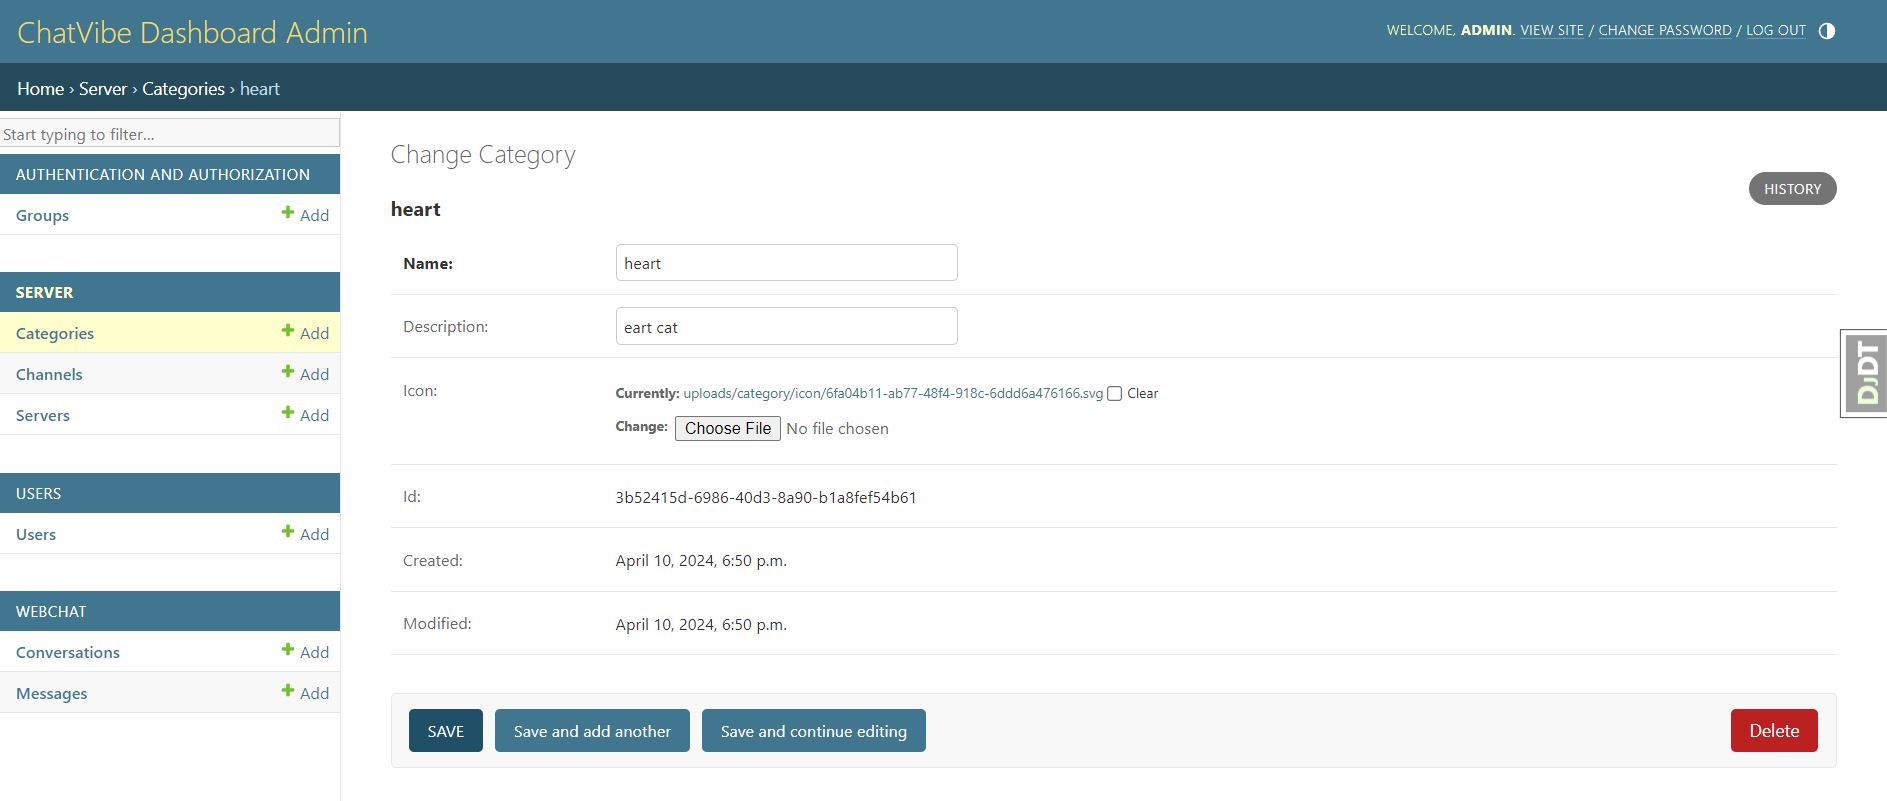 ChatVibe Dashboard Admin
WELCOME, ADMIN. VIEW SITE / CHANGE PASSWORD / LOG OUT
Home › Server › Categories › heart
Start typing to filter...
AUTHENTICATION AND AUTHORIZATION
Groups Add
SERVER
Categories Add
Channels Add
Servers Add
USERS
Users Add
WEBCHAT
Conversations Add
Messages Add
Change Category
HISTORY
heart
Name: heart
Description: eart cat
Icon: Currently: uploads/category/icon/6fa04b11-ab77-48f4-918c-6ddd6a476166.svg Clear
Change: Choose File No file chosen
Id: 3b52415d-6986-40d3-8a90-b1a8fef54b61
Created: April 10, 2024, 6:50 p.m.
Modified: April 10, 2024, 6:50 p.m.
SAVE Save and add another Save and continue editing Delete
DJDT